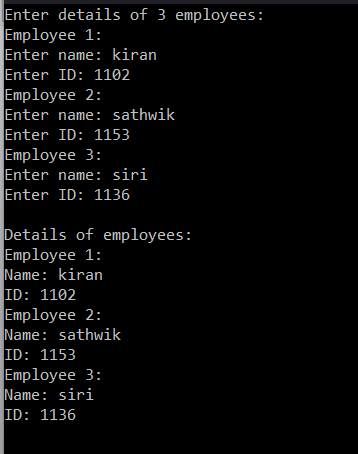 Enter details of 3 employees:
Employee 1:
Enter name: kiran
Enter ID: 1102
Employee 2:
Enter name: sathwik
Enter ID: 1153
Employee 3:
Enter name: siri
Enter ID: 1136

Details of employees:
Employee 1:
Name: kiran
ID: 1102
Employee 2:
Name: sathwik
ID: 1153
Employee 3:
Name: siri
ID: 1136